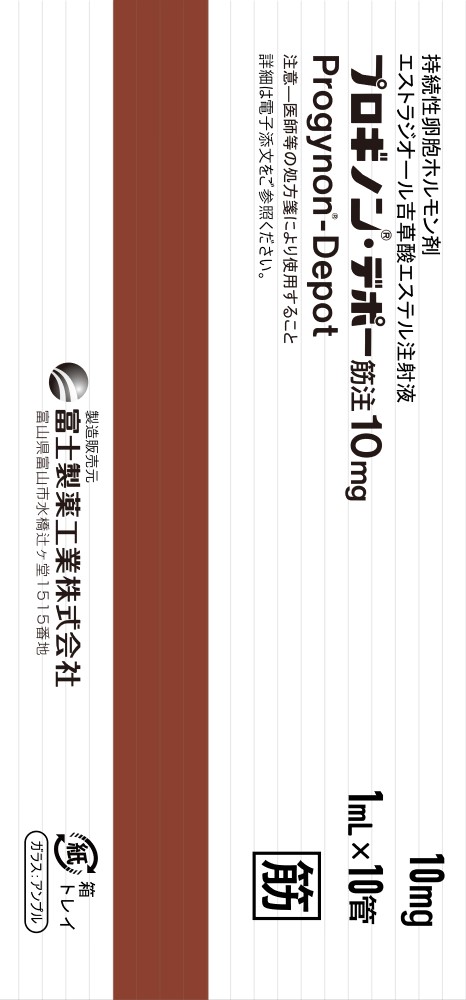 持続性卵胞ホルモン剤
エストラジオール吉草酸エステル注射液
プロギノン®・デポー筋注10mg
Progynon®-Depot
注意—医師等の処方箋により使用すること
詳細は電子添文をご参照ください。
10mg
1mL×10管
筋
製造販売元
富士製薬工業株式会社
富山県富山市水橋辻ヶ堂1515番地
紙
箱
トレイ
ガラス:アンプル